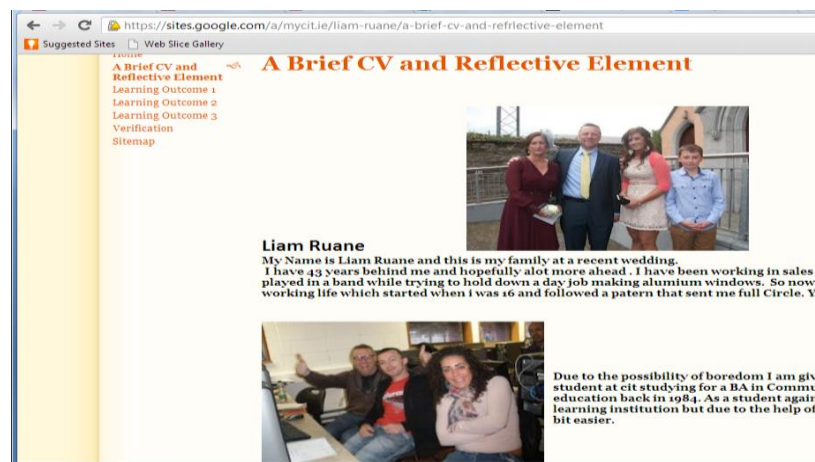 https://sites.google.com/a/mycit.ie/liam-ruane/a-brief-cv-and-refrlective-element
Suggested Sites Web Slice Gallery
Home
A Brief CV and
Reflective Element
Learning Outcome 1
Learning Outcome 2
Learning Outcome 3
Verification
Sitemap
A Brief CV and Reflective Element
Liam Ruane
My Name is Liam Ruane and this is my family at a recent wedding.
I have 43 years behind me and hopefully alot more ahead . I have been working in sales
played in a band while trying to hold down a day job making alumium windows. So now
working life which started when i was 16 and followed a patern that sent me full Circle. Y
Due to the possibility of boredom I am giv
student at cit studying for a BA in Commu
education back in 1984. As a student again
learning institution but due to the help of
bit easier.